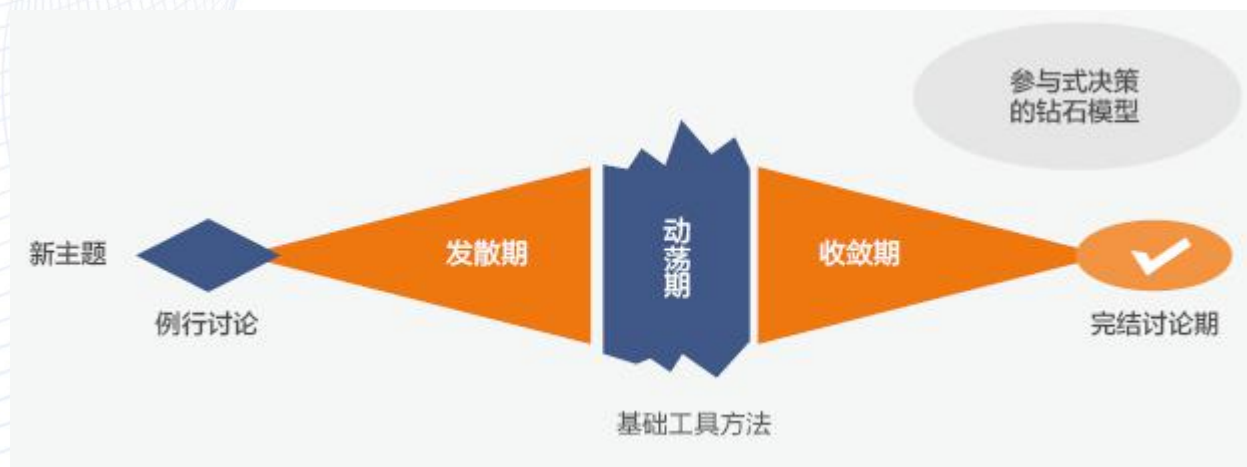 参与式决策
的钻石模型
新主题
例行讨论
发散期
动荡期
收敛期
完结讨论期
基础工具方法